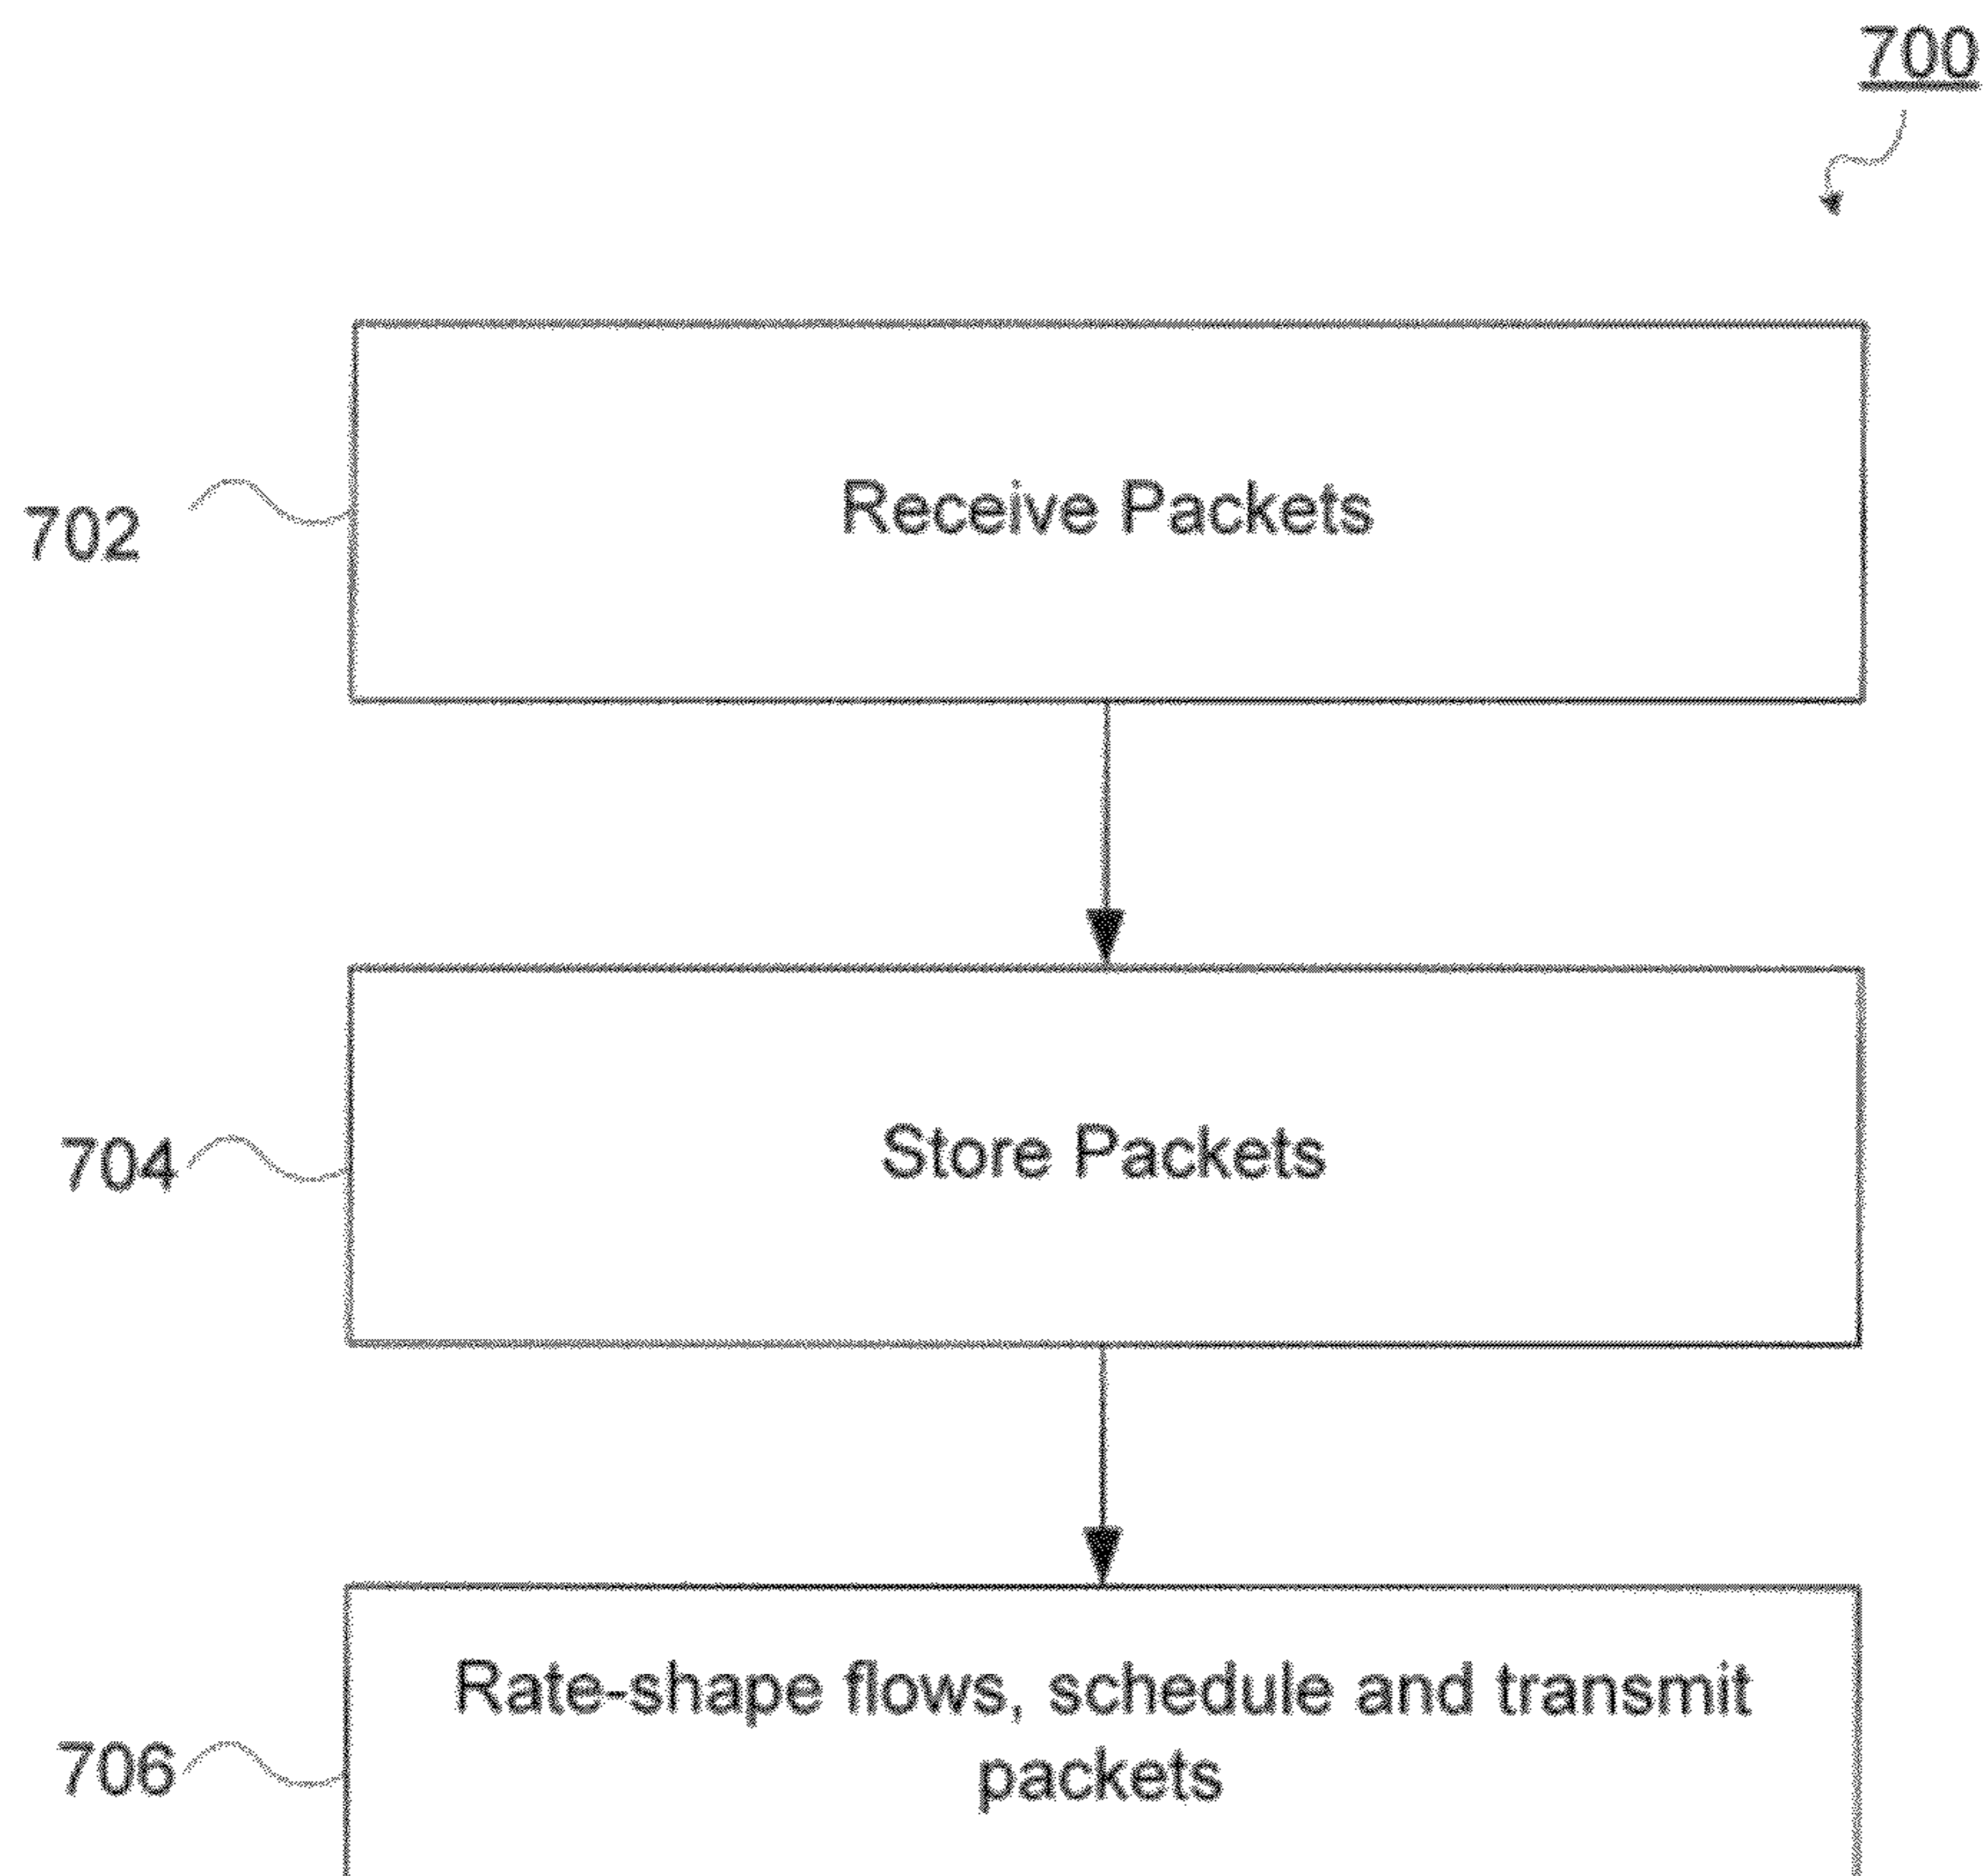 700
702
Receive Packets
704
Store Packets
706
Rate-shape flows, schedule and transmit
packets